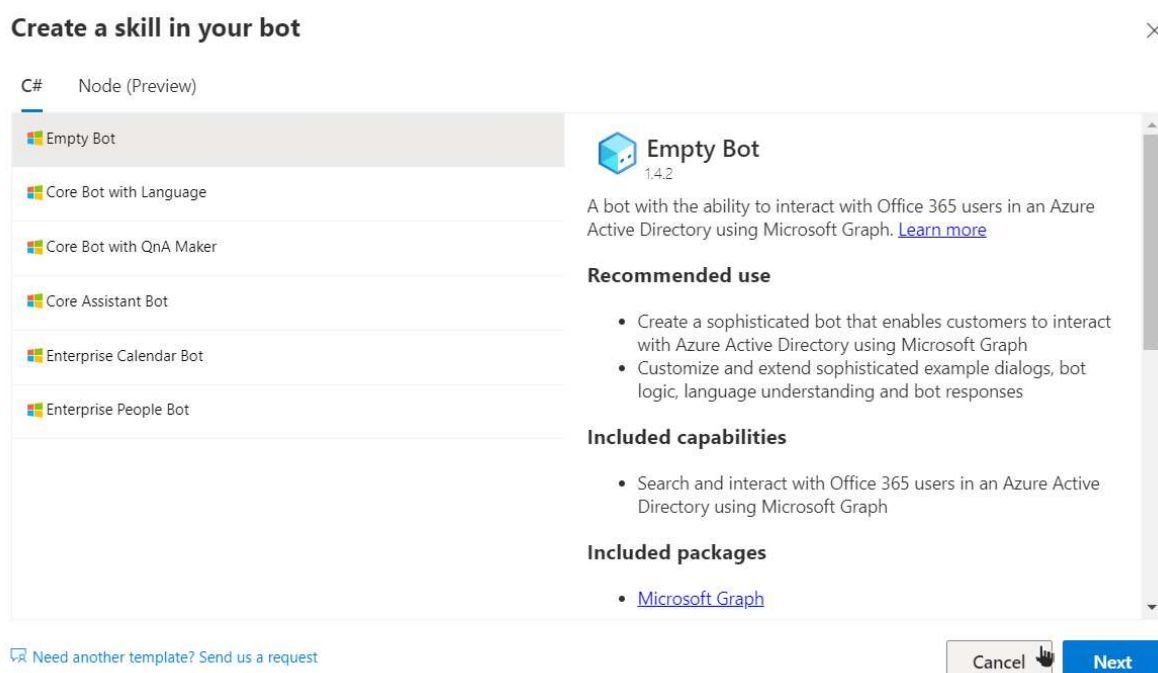 Create a skill in your bot
C# Node (Preview)
Empty Bot
Core Bot with Language
Core Bot with QnA Maker
Core Assistant Bot
Enterprise Calendar Bot
Enterprise People Bot
Empty Bot
1.4.2
A bot with the ability to interact with Office 365 users in an Azure
Active Directory using Microsoft Graph. Learn more
Recommended use
• Create a sophisticated bot that enables customers to interact
with Azure Active Directory using Microsoft Graph
• Customize and extend sophisticated example dialogs, bot
logic, language understanding and bot responses
Included capabilities
• Search and interact with Office 365 users in an Azure Active
Directory using Microsoft Graph
Included packages
• Microsoft Graph
Need another template? Send us a request
Cancel Next